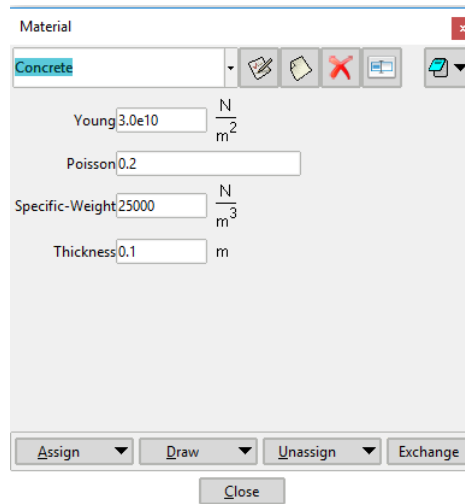 Material
Concrete
Young 3.0e10 N/m²
Poisson 0.2
Specific-Weight 25000 N/m³
Thickness 0.1 m
Assign Draw Unassign Exchange
Close